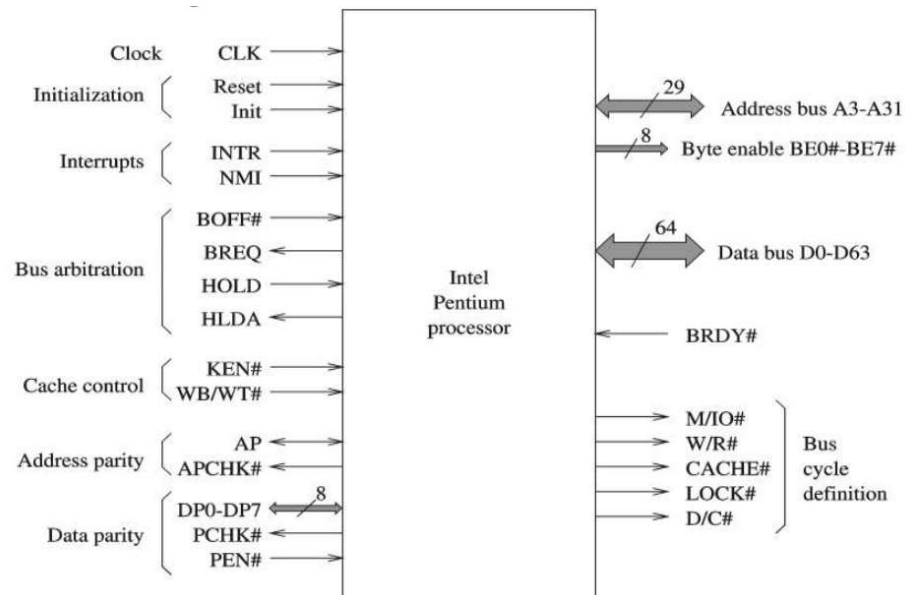 Clock CLK
Initialization
Reset
Init
Interrupts
INTR
NMI
Bus arbitration
BOFF#
BREQ
HOLD
HLDA
Cache control
KEN#
WB/WT#
Address parity
AP
APCHK#
Data parity
DP0-DP7
8
PCHK#
PEN#
Intel
Pentium
processor
29
Address bus A3-A31
8
Byte enable BE0#-BE7#
64
Data bus D0-D63
BRDY#
M/IO#
W/R#
CACHE#
LOCK#
D/C#
Bus
cycle
definition